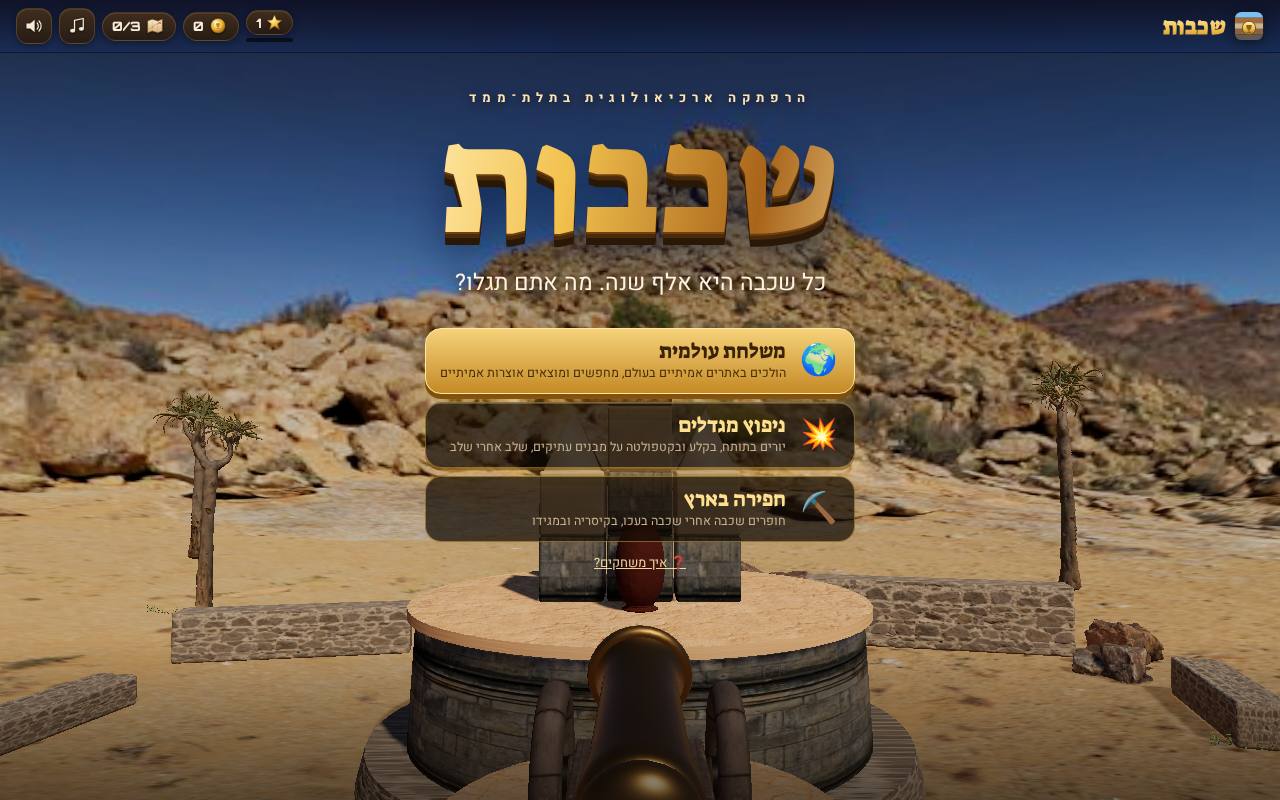 שכבות
1
0
0/3
הרפתקה ארכיאולוגית בתלת־ממד
שכבות
כל שכבה היא אלף שנה. מה אתם תגלו?
משלחת עולמית
הולכים באתרים אמיתיים בעולם, מחפשים ומוצאים אוצרות אמיתיים
ניפוץ מגדלים
יורים בתותח, בקלע ובקטפולטה על מבנים עתיקים, שלב אחרי שלב
חפירה בארץ
חופרים שכבה אחרי שכבה בעכו, בקיסריה ובמגידו
❓ איך משחקים?